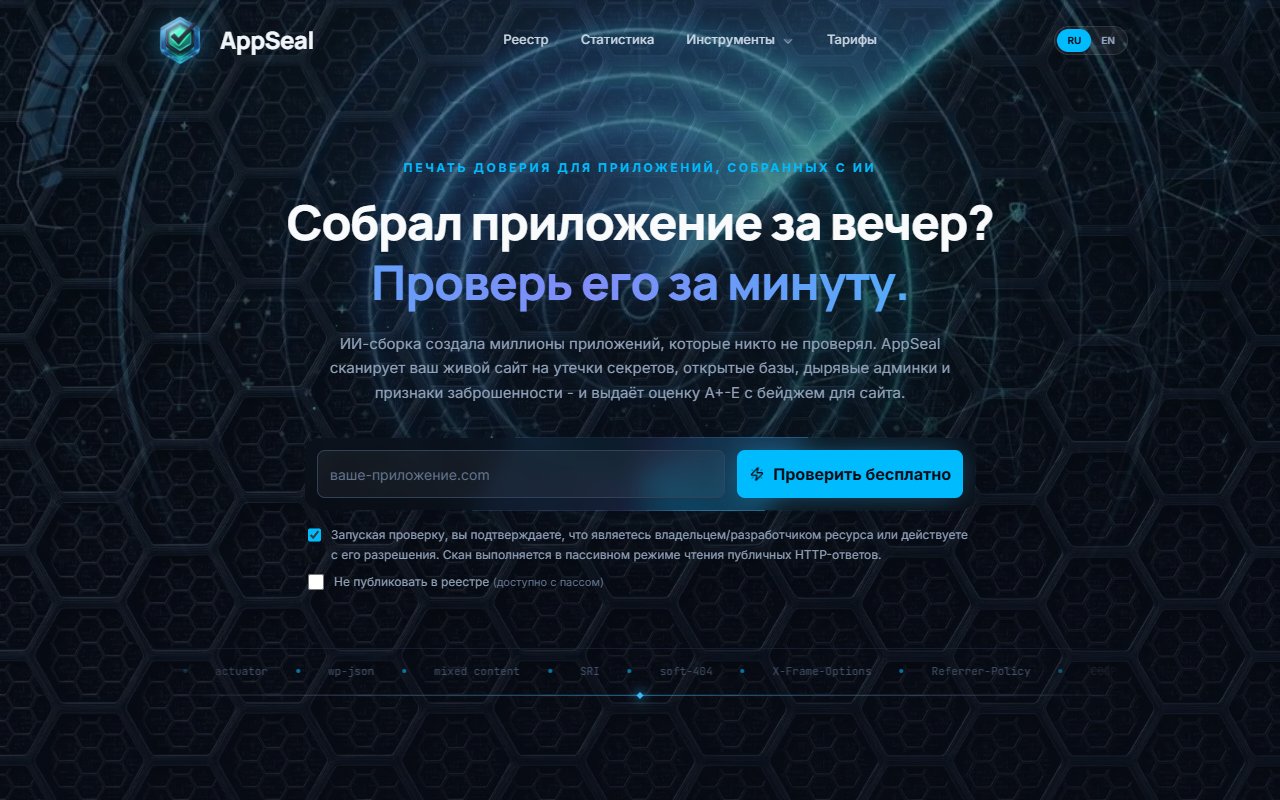 AppSeal
Реестр
Статистика
Инструменты
Тарифы
RU
EN
ПЕЧАТЬ ДОВЕРИЯ ДЛЯ ПРИЛОЖЕНИЙ, СОБРАННЫХ С ИИ
Собрал приложение за вечер?
Проверь его за минуту.
ИИ-сборка создала миллионы приложений, которые никто не проверял. AppSeal
сканирует ваш живой сайт на утечки секретов, открытые базы, дырявые админки и
признаки заброшенности - и выдаёт оценку A+-E с бейджем для сайта.
ваше-приложение.com
Проверить бесплатно
Запуская проверку, вы подтверждаете, что являетесь владельцем/разработчиком ресурса или действуете
с его разрешения. Скан выполняется в пассивном режиме чтения публичных HTTP-ответов.
Не публиковать в реестре (доступно с пассом)
actuator • wp-json • mixed content • SRI • soft-404 • X-Frame-Options • Referrer-Policy •